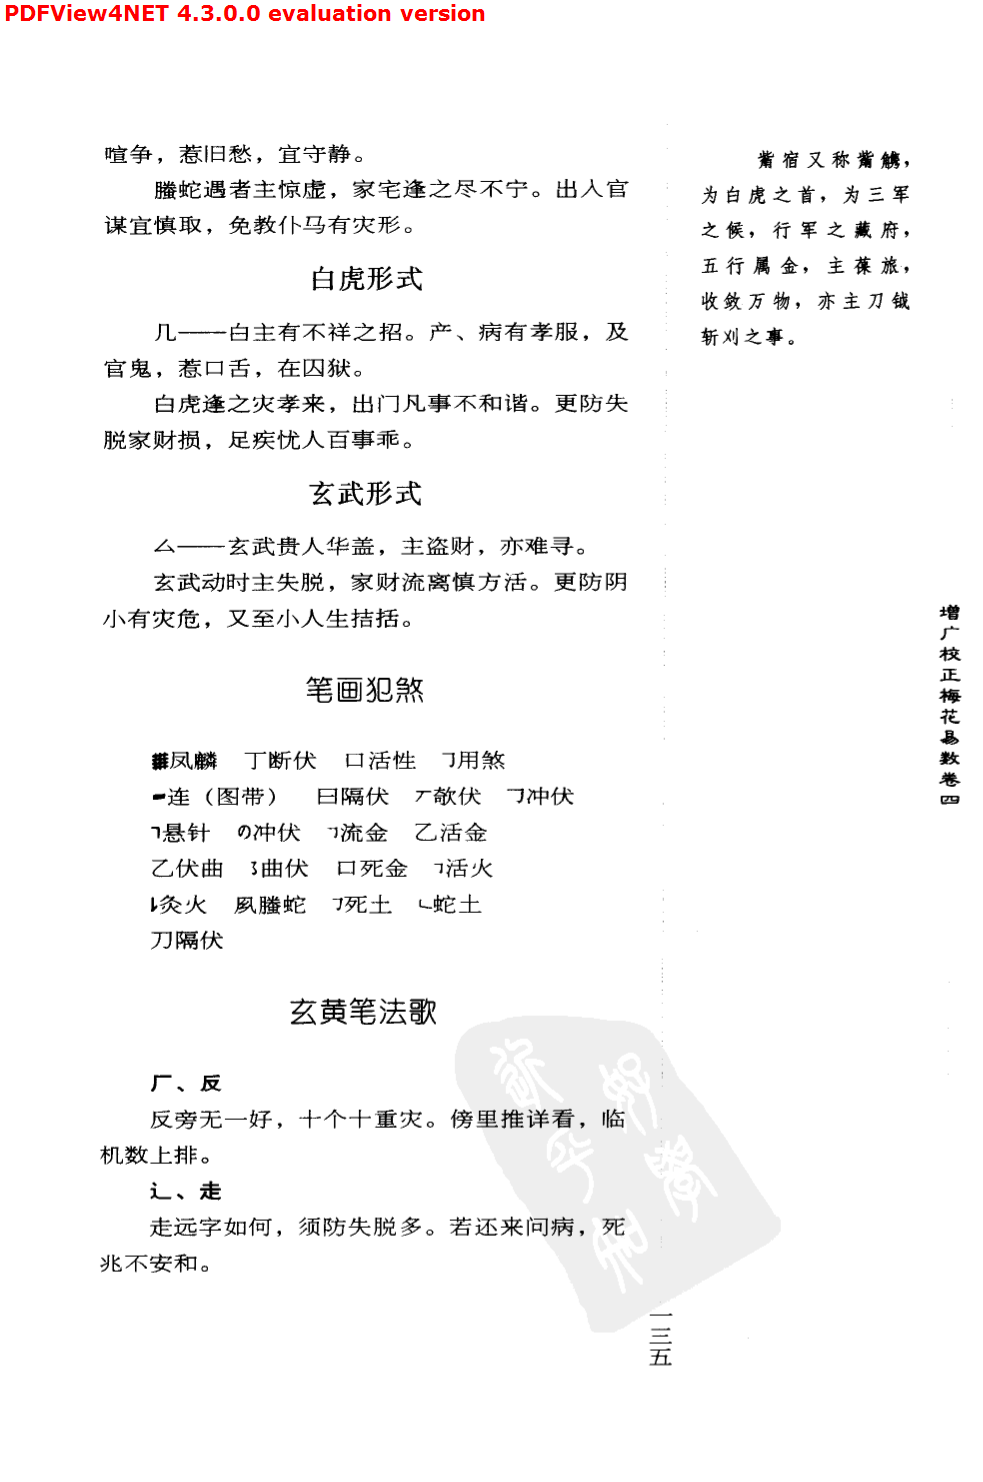 PDFView4NET 4.3.0.0 evaluation version
喧争，惹旧愁，宜守静。
螣蛇遇者主惊虚，家宅逢之尽不宁。出入官
谋宜慎取，免教仆马有灾形。
白虎形式
几——白主有不祥之招。产、病有孝服，及
官鬼，惹口舌，在囚狱。
白虎逢之灾孝来，出门凡事不和谐。更防失
脱家财损，足疾忧人百事乖。
玄武形式
厶——玄武贵人华盖，主盗财，亦难寻。
玄武动时主失脱，家财流离慎方活。更防阴
小有灾危，又至小人生拮括。
笔画犯煞
凤麟　丁断伏　口活性　㇆用煞
连（图带）　曰隔伏　欹伏　㇆冲伏
㇕悬针　冲伏　㇆流金　乙活金
乙伏曲　曲伏　口死金　㇕活火
灸火　螣蛇　㇆死土　㇄蛇土
刀隔伏
玄黄笔法歌
厂、反
反旁无一好，十个十重灾。傍里推详看，临
机数上排。
辶、走
走远字如何，须防失脱多。若还来问病，死
兆不安和。
觜宿又称觜觿，
为白虎之首，为三军
之候，行军之藏府，
五行属金，主葆旅，
收敛万物，亦主刀钺
斩刈之事。
增广校正梅花易数卷四
一三五